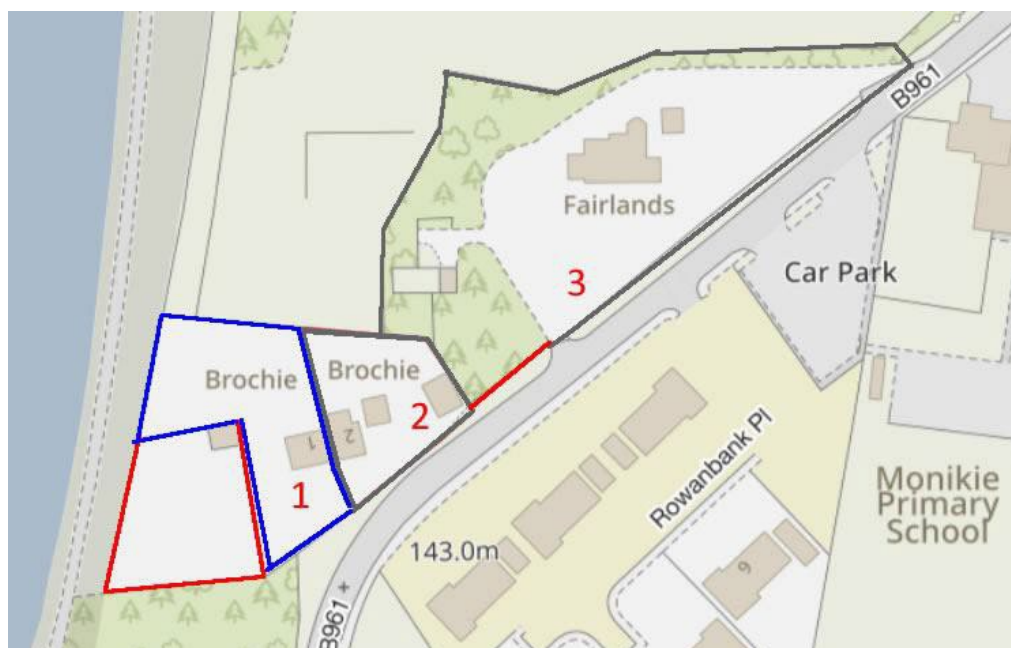 B961
Fairlands
3
Car Park
Brochie
Brochie
2
1
2
1
Rowanbank Pl
Monikie
Primary
School
143.0m
9
B961